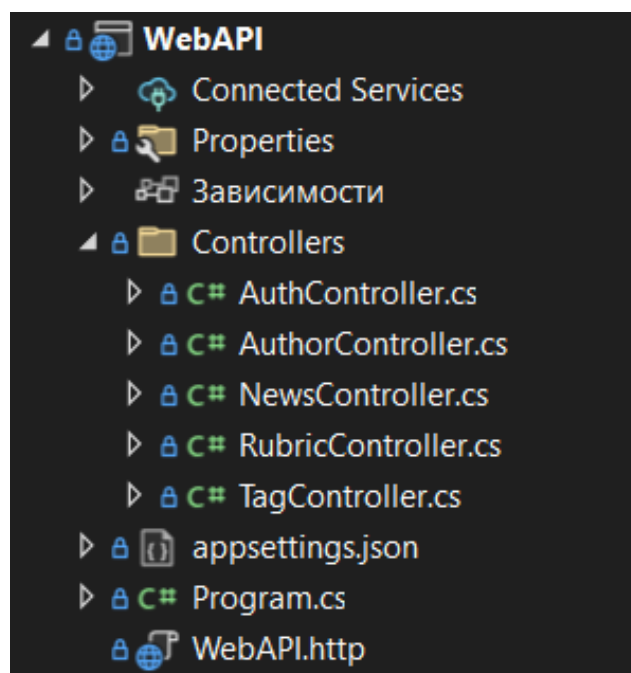 WebAPI
Connected Services
Properties
Зависимости
Controllers
C# AuthController.cs
C# AuthorController.cs
C# NewsController.cs
C# RubricController.cs
C# TagController.cs
appsettings.json
C# Program.cs
WebAPI.http